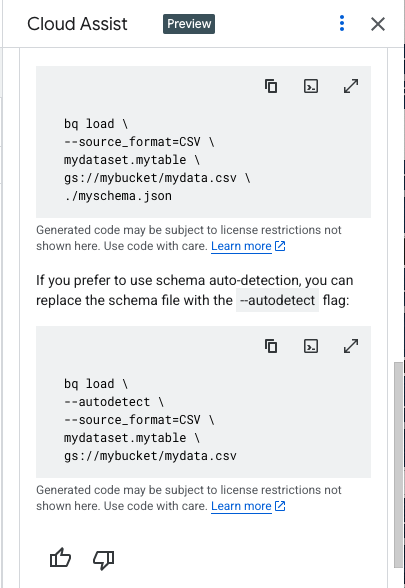 Cloud Assist Preview
bq load \
--source_format=CSV \
mydataset.mytable \
gs://mybucket/mydata.csv \
./myschema.json
Generated code may be subject to license restrictions not
shown here. Use code with care. Learn more
If you prefer to use schema auto-detection, you can
replace the schema file with the --autodetect flag:
bq load \
--autodetect \
--source_format=CSV \
mydataset.mytable \
gs://mybucket/mydata.csv
Generated code may be subject to license restrictions not
shown here. Use code with care. Learn more